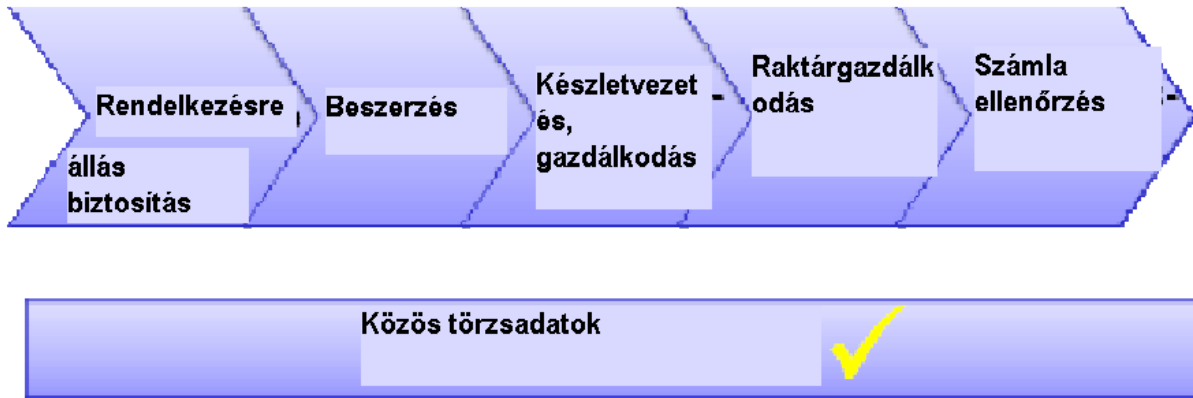 Rendelkezésre
állás
biztosítás
Beszerzés
Készletvezet
és,
gazdálkodás
Raktárgazdálk
odás
Számla
ellenőrzés
Közös törzsadatok